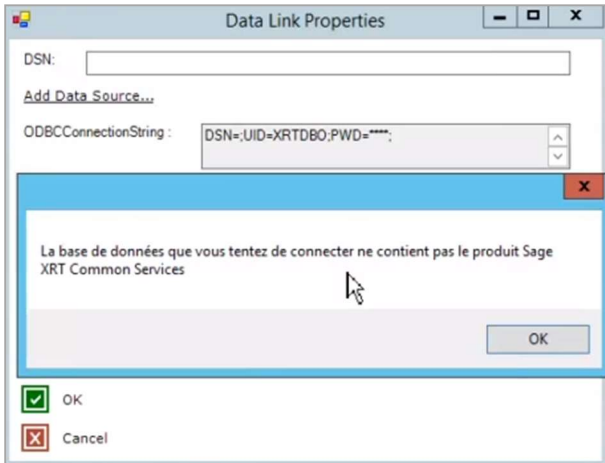 Data Link Properties
DSN:
Add Data Source...
ODBCConnectionString :
DSN=;UID=XRTDBO;PWD=****;
La base de données que vous tentez de connecter ne contient pas le produit Sage
XRT Common Services
OK
OK
Cancel